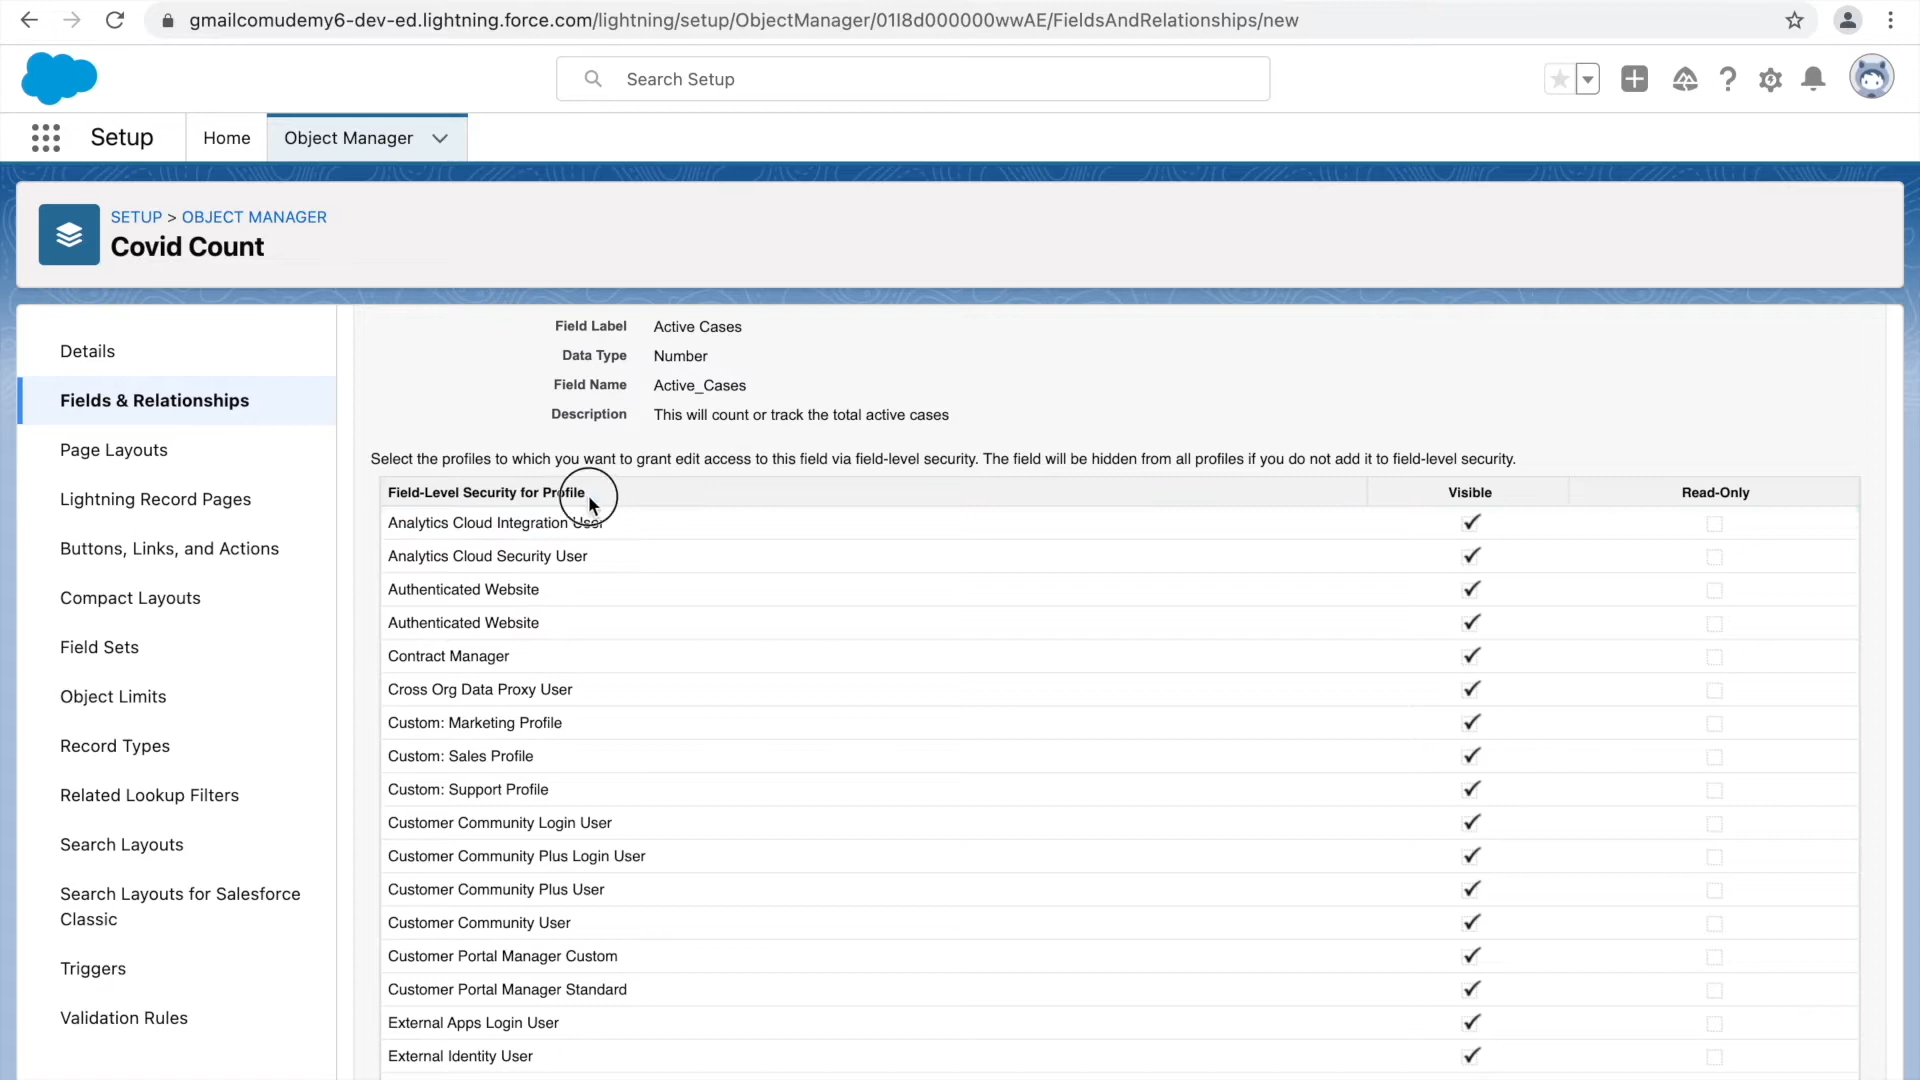 gmailcomudemy6-dev-ed.lightning.force.com/lightning/setup/ObjectManager/01I8d000000wwAE/FieldsAndRelationships/new
Search Setup
Setup
Home
Object Manager
SETUP > OBJECT MANAGER
Covid Count
Details
Fields & Relationships
Page Layouts
Lightning Record Pages
Buttons, Links, and Actions
Compact Layouts
Field Sets
Object Limits
Record Types
Related Lookup Filters
Search Layouts
Search Layouts for Salesforce
Classic
Triggers
Validation Rules
Field Label Active Cases
Data Type Number
Field Name Active_Cases
Description This will count or track the total active cases
Select the profiles to which you want to grant edit access to this field via field-level security. The field will be hidden from all profiles if you do not add it to field-level security.
Field-Level Security for Profile Visible Read-Only
Analytics Cloud Integration User
Analytics Cloud Security User
Authenticated Website
Authenticated Website
Contract Manager
Cross Org Data Proxy User
Custom: Marketing Profile
Custom: Sales Profile
Custom: Support Profile
Customer Community Login User
Customer Community Plus Login User
Customer Community Plus User
Customer Community User
Customer Portal Manager Custom
Customer Portal Manager Standard
External Apps Login User
External Identity User